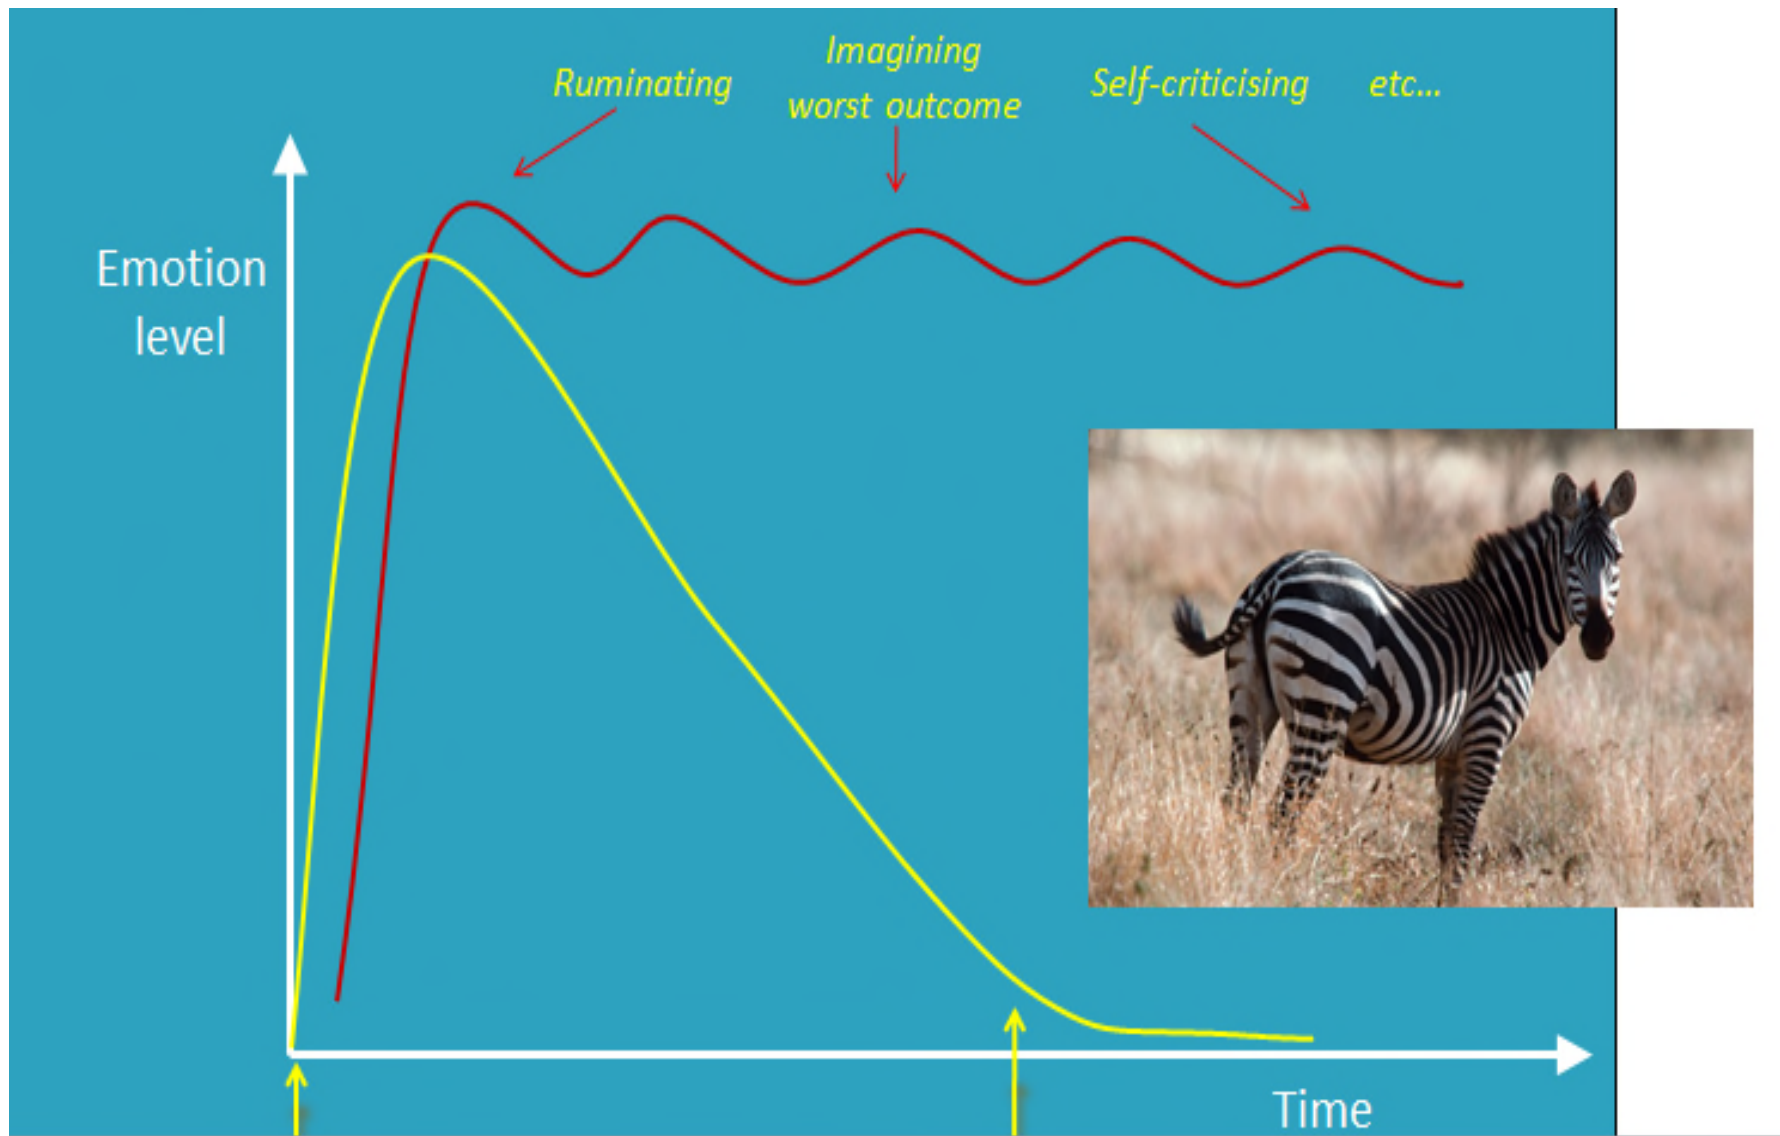 Ruminating
Imagining
worst outcome
Self-criticising etc...
Emotion
level
Time